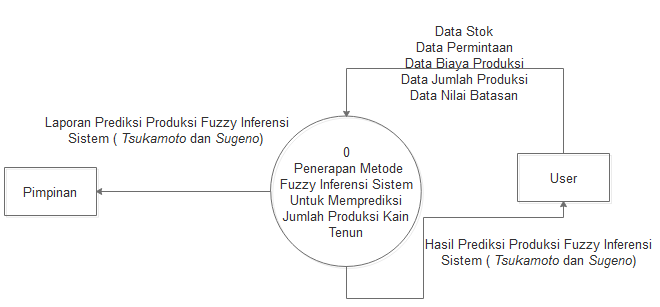 Data Stok
Data Permintaan
Data Biaya Produksi
Data Jumlah Produksi
Data Nilai Batasan
Laporan Prediksi Produksi Fuzzy Inferensi
Sistem ( Tsukamoto dan Sugeno)
0
Penerapan Metode
Fuzzy Inferensi Sistem
Untuk Memprediksi
Jumlah Produksi Kain
Tenun
Pimpinan
User
Hasil Prediksi Produksi Fuzzy Inferensi
Sistem ( Tsukamoto dan Sugeno)